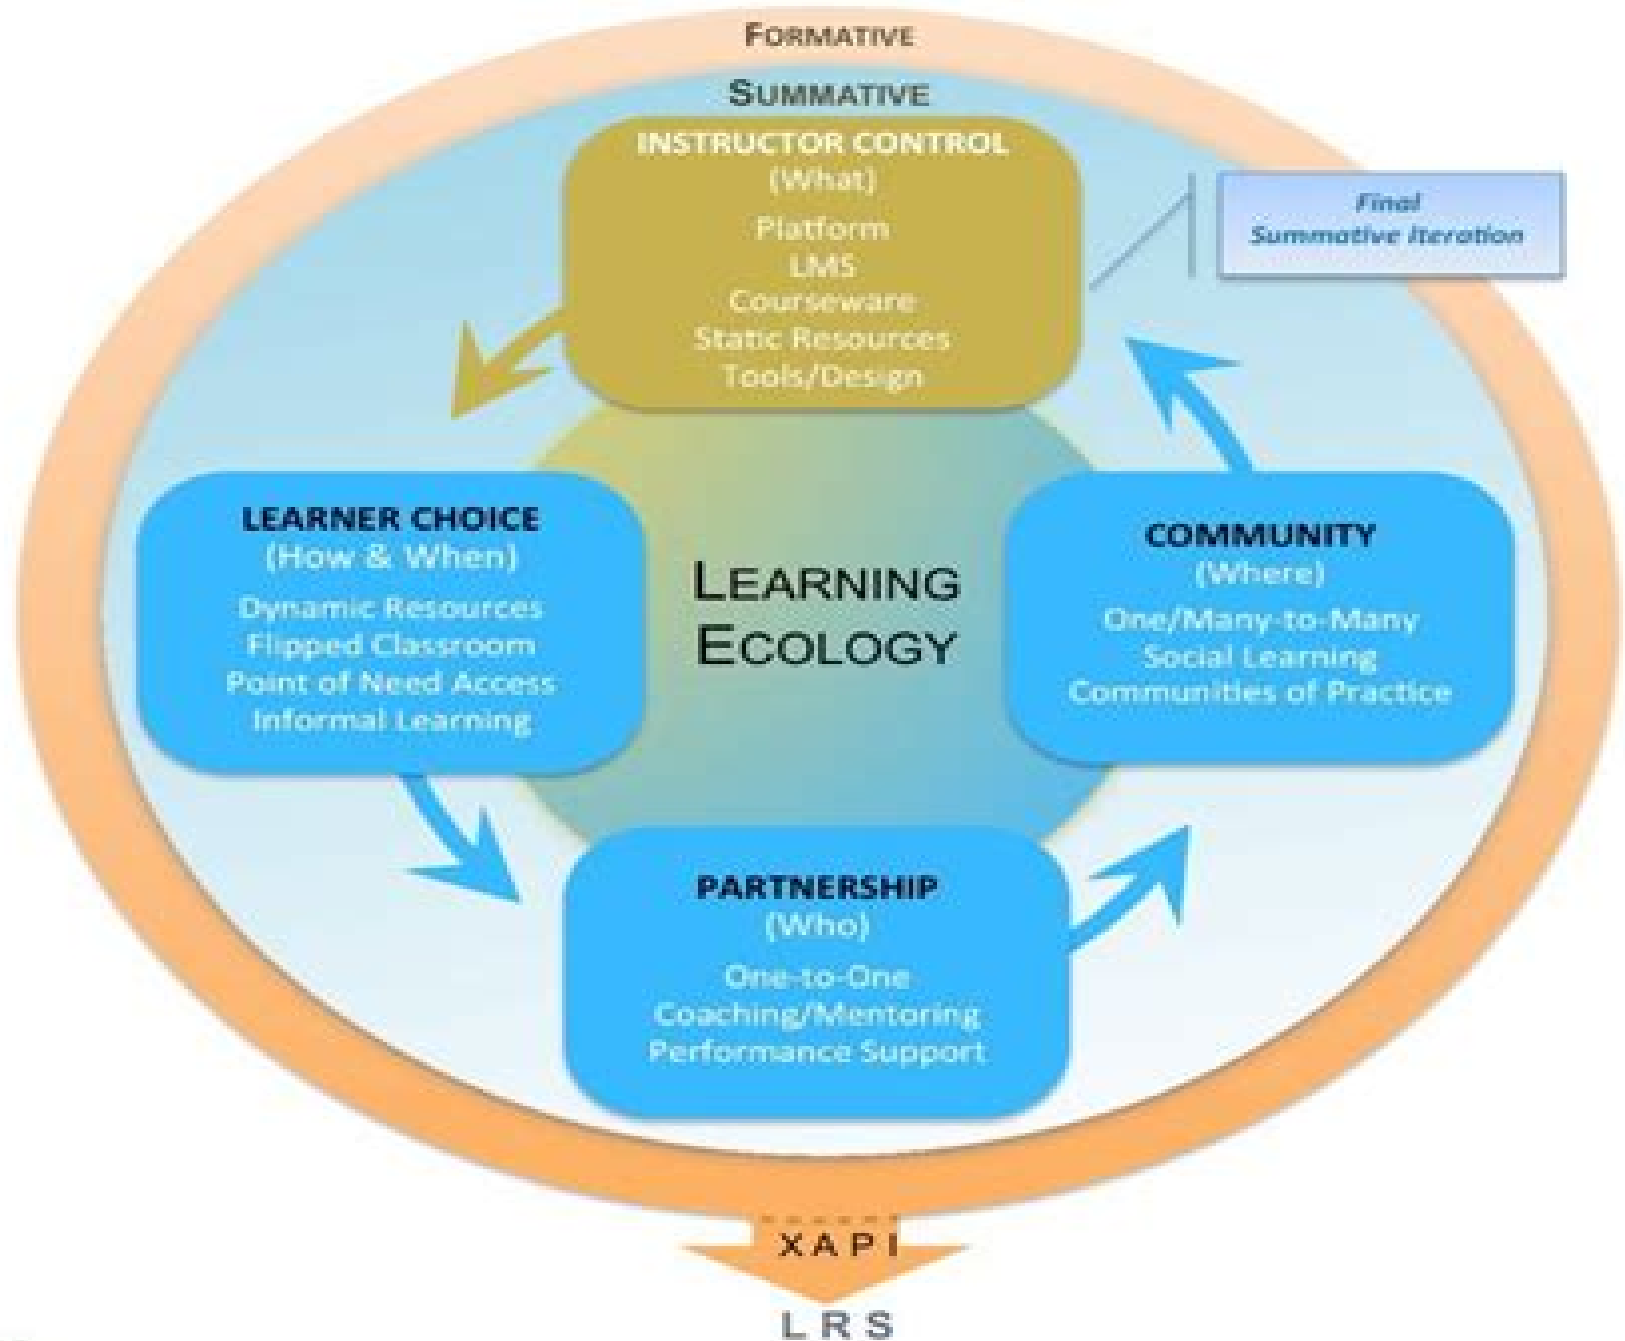 FORMATIVE
SUMMATIVE
INSTRUCTOR CONTROL
(What)
Platform
LMS
Courseware
Static Resources
Tools/Design
Final
Summative Iteration
LEARNER CHOICE
(How & When)
Dynamic Resources
Flipped Classroom
Point of Need Access
Informal Learning
LEARNING
ECOLOGY
COMMUNITY
(Where)
One/Many-to-Many
Social Learning
Communities of Practice
PARTNERSHIP
(Who)
One-to-One
Coaching/Mentoring
Performance Support
XAPI
LRS